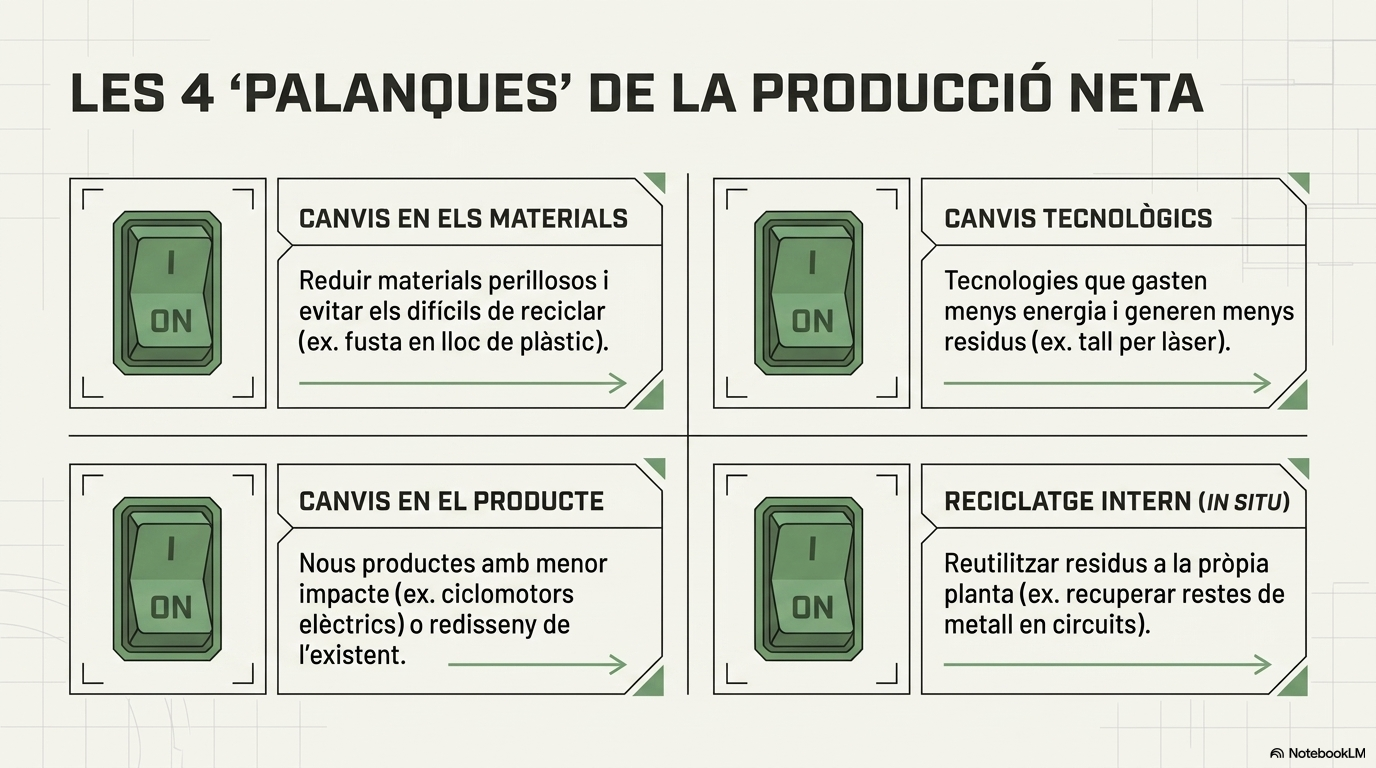 LES 4 ‘PALANQUES’ DE LA PRODUCCIÓ NETA
I
ON
CANVIS EN ELS MATERIALS
Reduir materials perillosos i
evitar els difícils de reciclar
(ex. fusta en lloc de plàstic).
I
ON
CANVIS TECNOLÒGICS
Tecnologies que gasten
menys energia i generen menys
residus (ex. tall per làser).
I
ON
CANVIS EN EL PRODUCTE
Nous productes amb menor
impacte (ex. ciclomotors
elèctrics) o redisseny de
l’existent.
I
ON
RECICLATGE INTERN (IN SITU)
Reutilitzar residus a la pròpia
planta (ex. recuperar restes de
metall en circuits).
NotebookLM